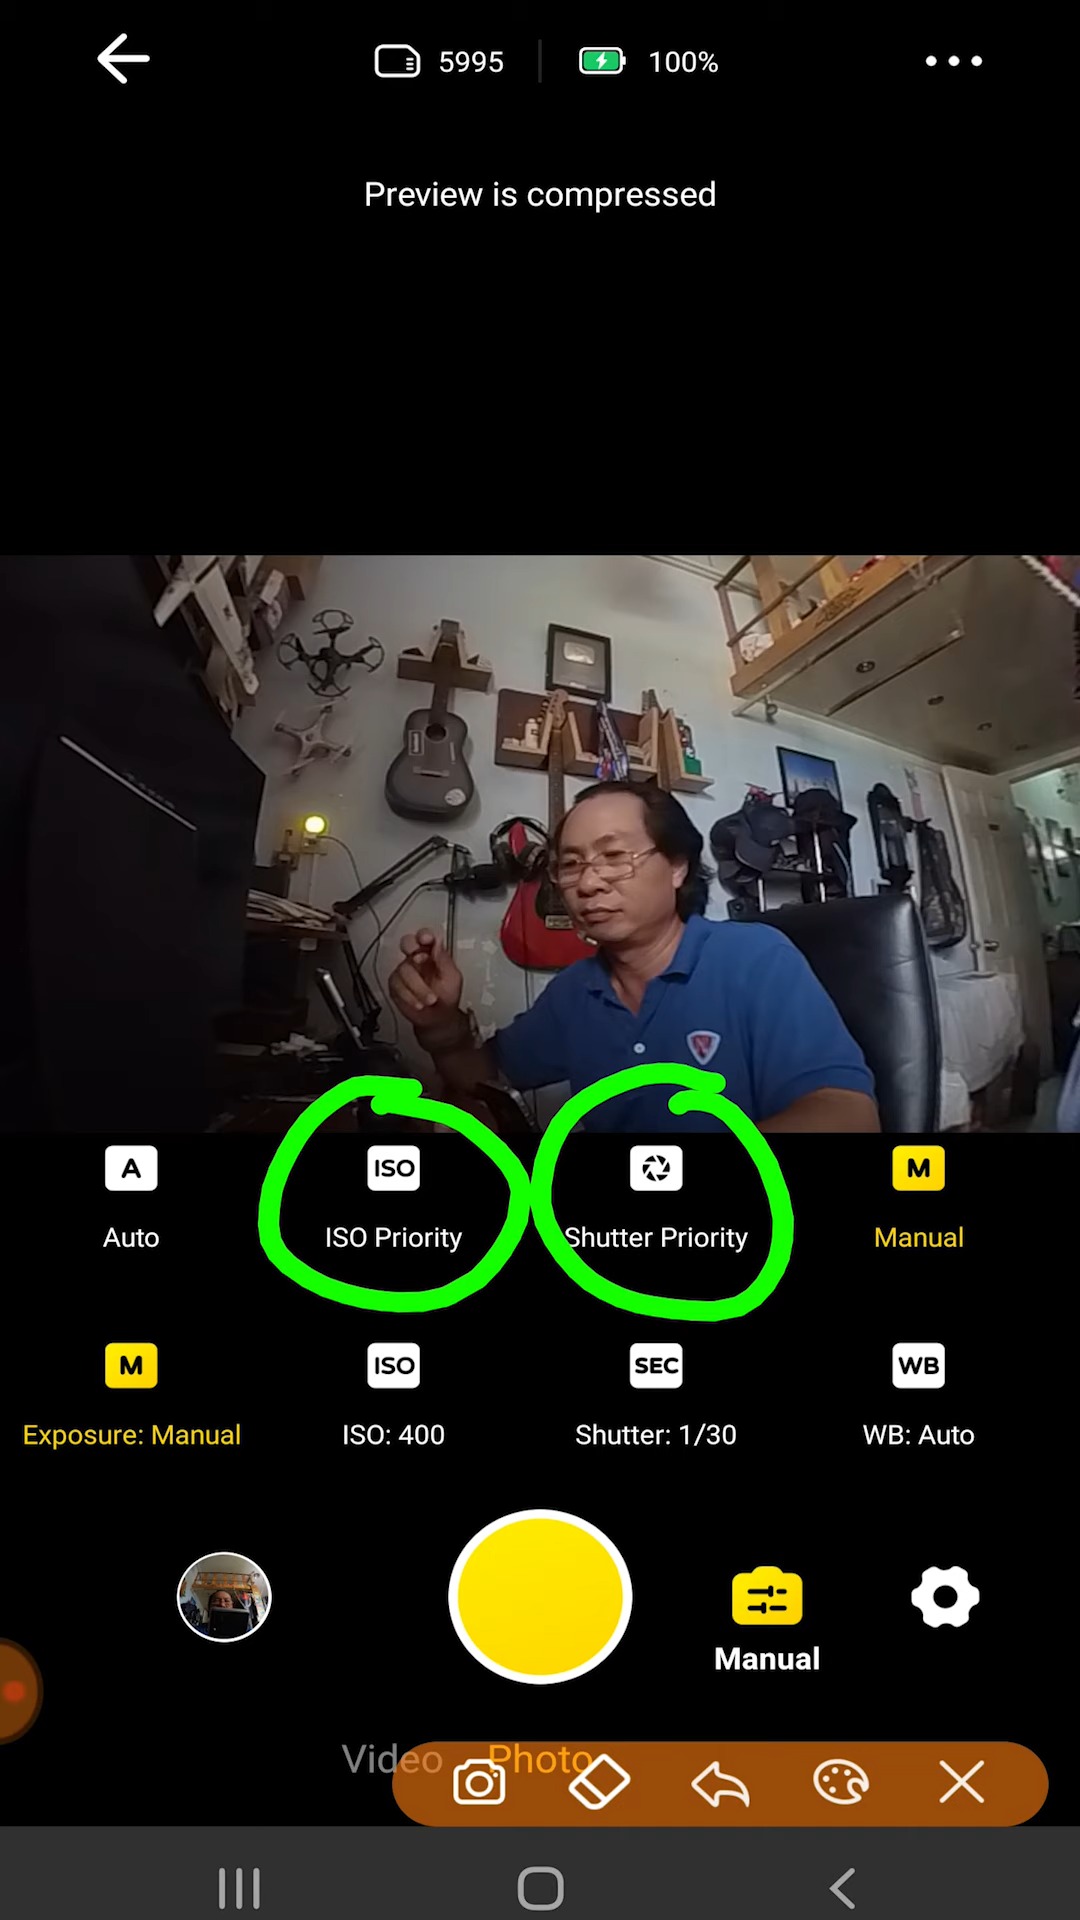 5995
100%
Preview is compressed
A
ISO
M
Auto
ISO Priority
Shutter Priority
Manual
M
ISO
SEC
WB
Exposure: Manual
ISO: 400
Shutter: 1/30
WB: Auto
Manual
Video
Photo